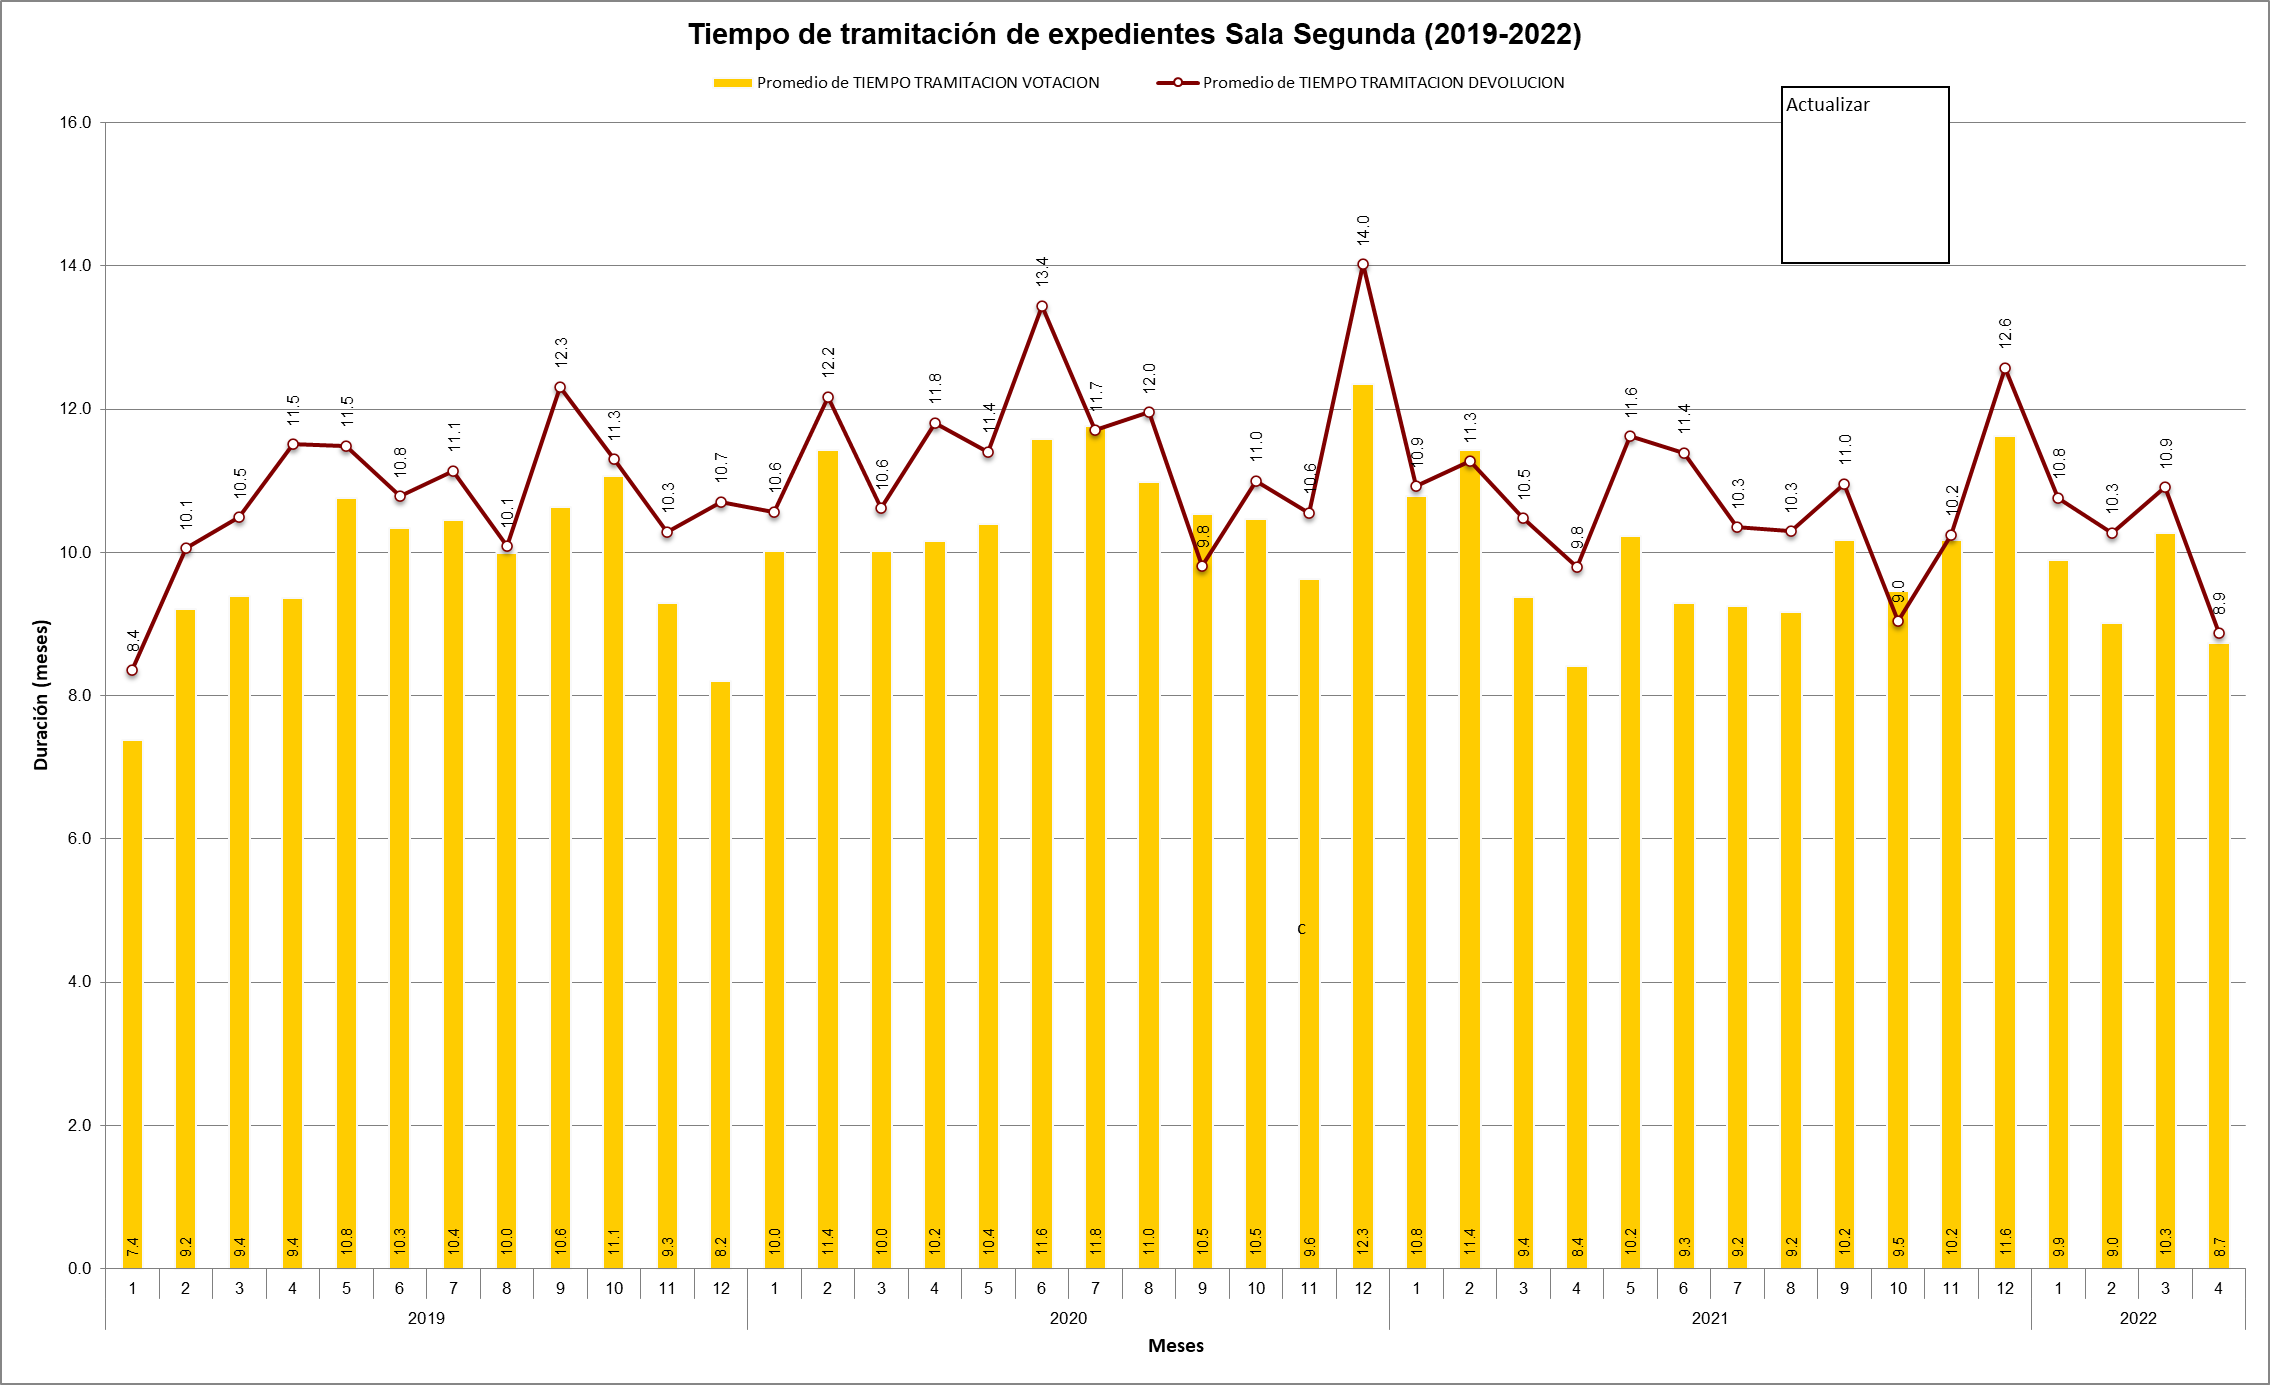 Tiempo de tramitación de expedientes Sala Segunda (2019-2022)
Promedio de TIEMPO TRAMITACION VOTACION Promedio de TIEMPO TRAMITACION DEVOLUCION
Actualizar
16.0
14.0
12.0
10.0
8.0
6.0
4.0
2.0
0.0
Duración (meses)
8.4 10.1 10.5 11.5 11.5 10.8 11.1 10.1 12.3 11.3 10.3 10.7 10.6 12.2 10.6 11.8 11.4 13.4 11.7 12.0 9.8 11.0 10.6 14.0 10.9 11.3 10.5 9.8 11.6 11.4 10.3 10.3 11.0 9.0 10.2 12.6 10.8 10.3 10.9 8.9
C
7.4 9.2 9.4 9.4 10.8 10.3 10.4 10.0 10.6 11.1 9.3 8.2 10.0 11.4 10.0 10.2 10.4 11.6 11.8 11.0 10.5 10.5 9.6 12.3 10.8 11.4 9.4 8.4 10.2 9.3 9.2 9.2 10.2 9.5 10.2 11.6 9.9 9.0 10.3 8.7
1 2 3 4 5 6 7 8 9 10 11 12 1 2 3 4 5 6 7 8 9 10 11 12 1 2 3 4 5 6 7 8 9 10 11 12 1 2 3 4
2019 2020 2021 2022
Meses